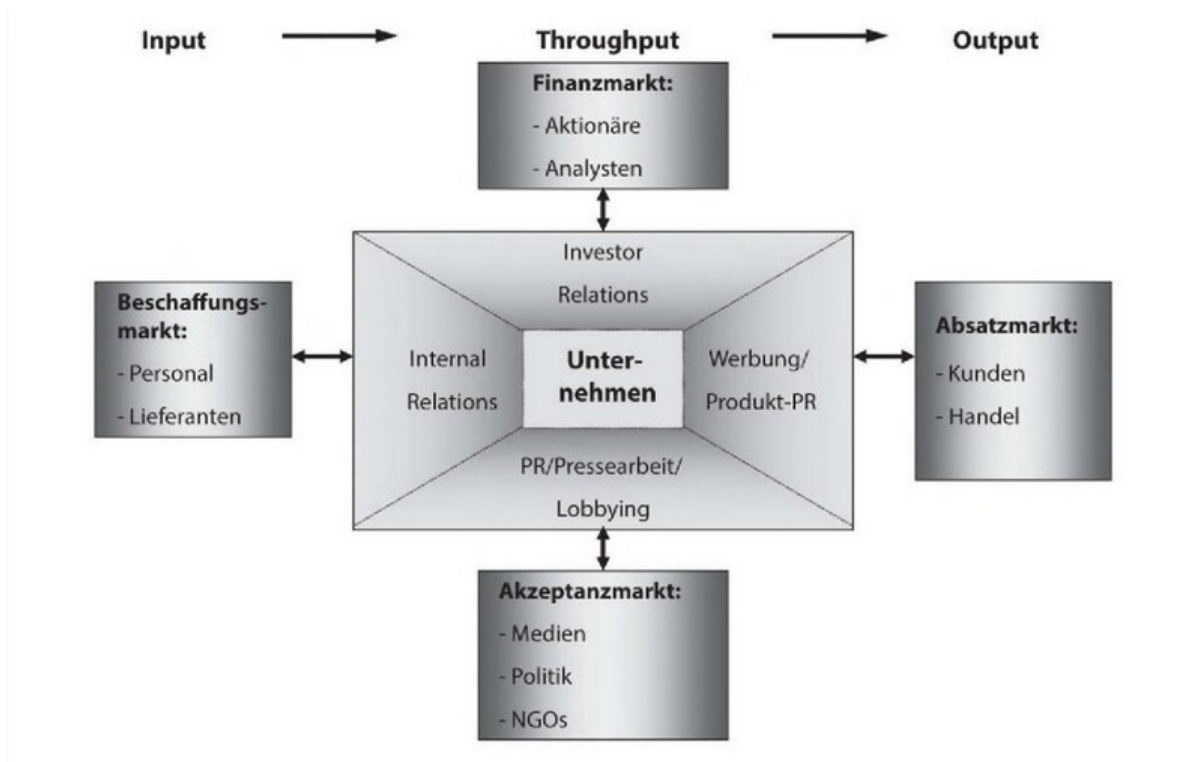 Input
Throughput
Output
Finanzmarkt:
- Aktionäre
- Analysten
Investor
Relations
Beschaffungs-
markt:
- Personal
- Lieferanten
Internal
Relations
Unter-
nehmen
Werbung/
Produkt-PR
Absatzmarkt:
- Kunden
- Handel
PR/Pressearbeit/
Lobbying
Akzeptanzmarkt:
- Medien
- Politik
- NGOs